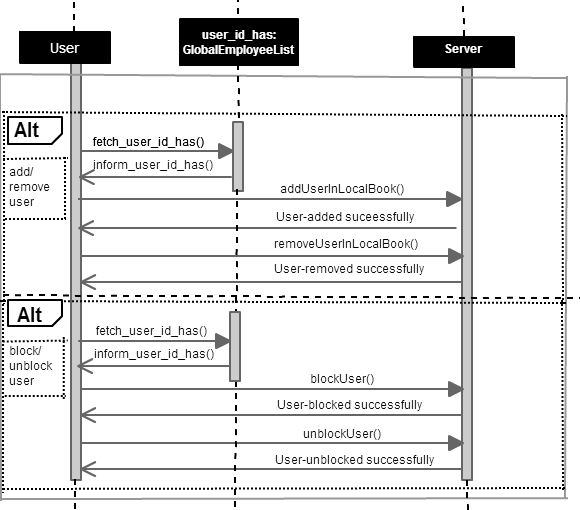 User
user_id_has:
GlobalEmployeeList
Server
Alt
fetch_user_id_has()
inform_user_id_has()
add/
remove
user
addUserInLocalBook()
User-added suceessfully
removeUserInLocalBook()
User-removed successfully
Alt
fetch_user_id_has()
inform_user_id_has()
block/
unblock
user
blockUser()
User-blocked successfully
unblockUser()
User-unblocked successfully